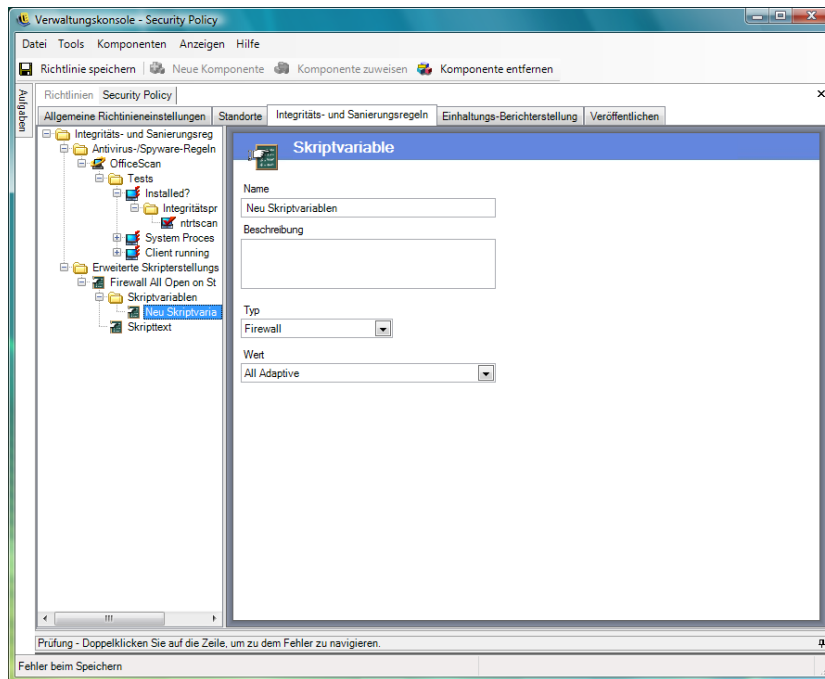 Verwaltungskonsole - Security Policy
Datei Tools Komponenten Anzeigen Hilfe
Richtlinie speichern Neue Komponente Komponente zuweisen Komponente entfernen
Aufgaben
Richtlinien Security Policy
Allgemeine Richtinieneinstellungen Standorte Integritäts- und Sanierungsregeln Einhaltungs-Berichterstellung Veröffentlichen
Integritäts- und Sanierungsreg
Antivirus-/Spyware-Regeln
OfficeScan
Tests
Installed?
Integritätspr
ntrtscan
System Proces
Client running
Erweiterte Skripterstellungs
Firewall All Open on St
Skriptvariablen
Neu Skriptvaria
Skripttext
Skriptvariable
Name
Neu Skriptvariablen
Beschreibung
Typ
Firewall
Wert
All Adaptive
Prüfung - Doppelklicken Sie auf die Zeile, um zu dem Fehler zu navigieren.
Fehler beim Speichern